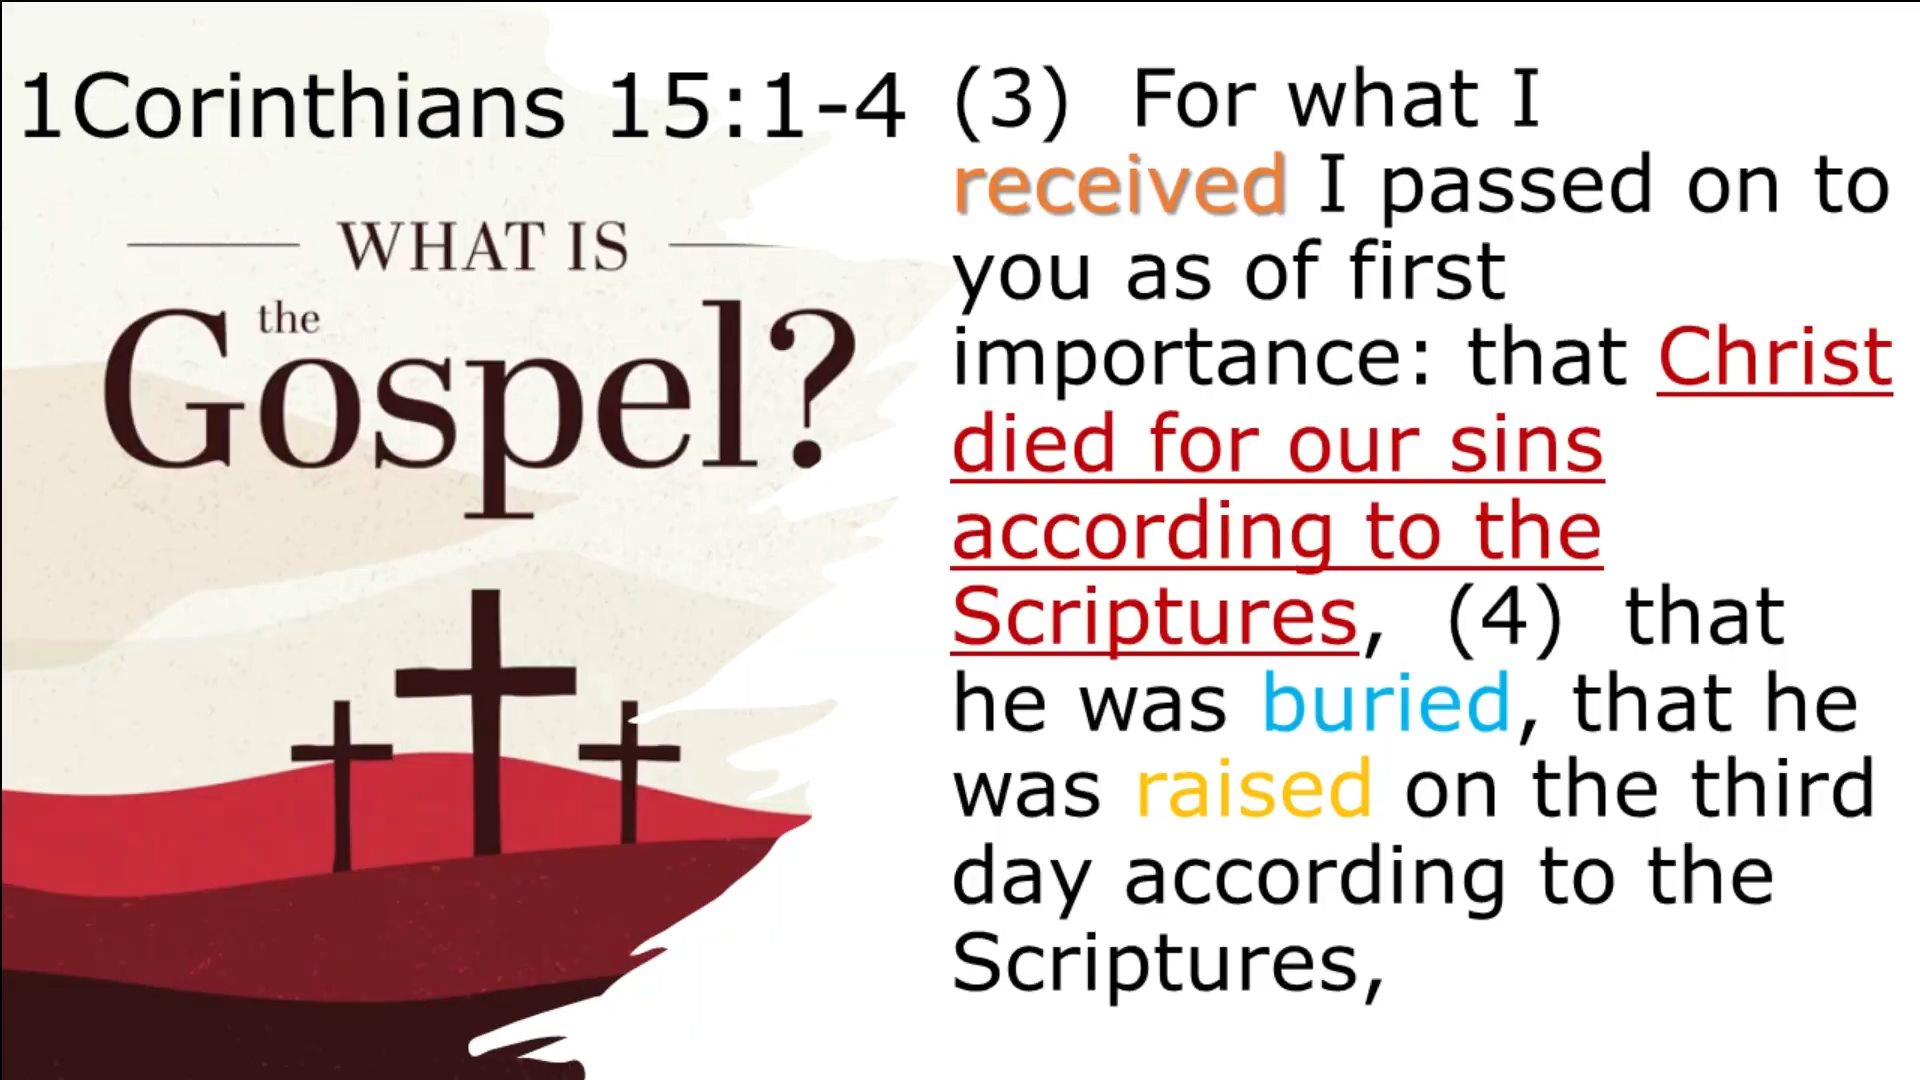 1Corinthians 15:1-4
WHAT IS
the
Gospel?
(3) For what I
received I passed on to
you as of first
importance: that Christ
died for our sins
according to the
Scriptures, (4) that
he was buried, that he
was raised on the third
day according to the
Scriptures,